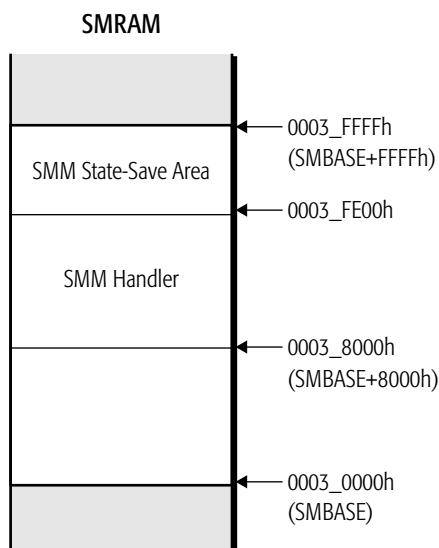 SMRAM
0003_FFFFh
(SMBASE+FFFFh)
SMM State-Save Area
0003_FE00h
SMM Handler
0003_8000h
(SMBASE+8000h)
0003_0000h
(SMBASE)